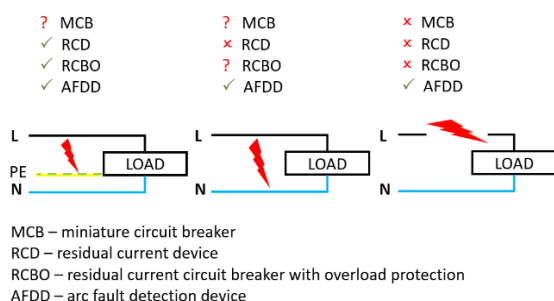 ? MCB
✓ RCD
✓ RCBO
✓ AFDD
? MCB
× RCD
? RCBO
✓ AFDD
× MCB
× RCD
× RCBO
✓ AFDD
L
PE
N
LOAD
L
N
LOAD
L
N
LOAD
MCB – miniature circuit breaker
RCD – residual current device
RCBO – residual current circuit breaker with overload protection
AFDD – arc fault detection device